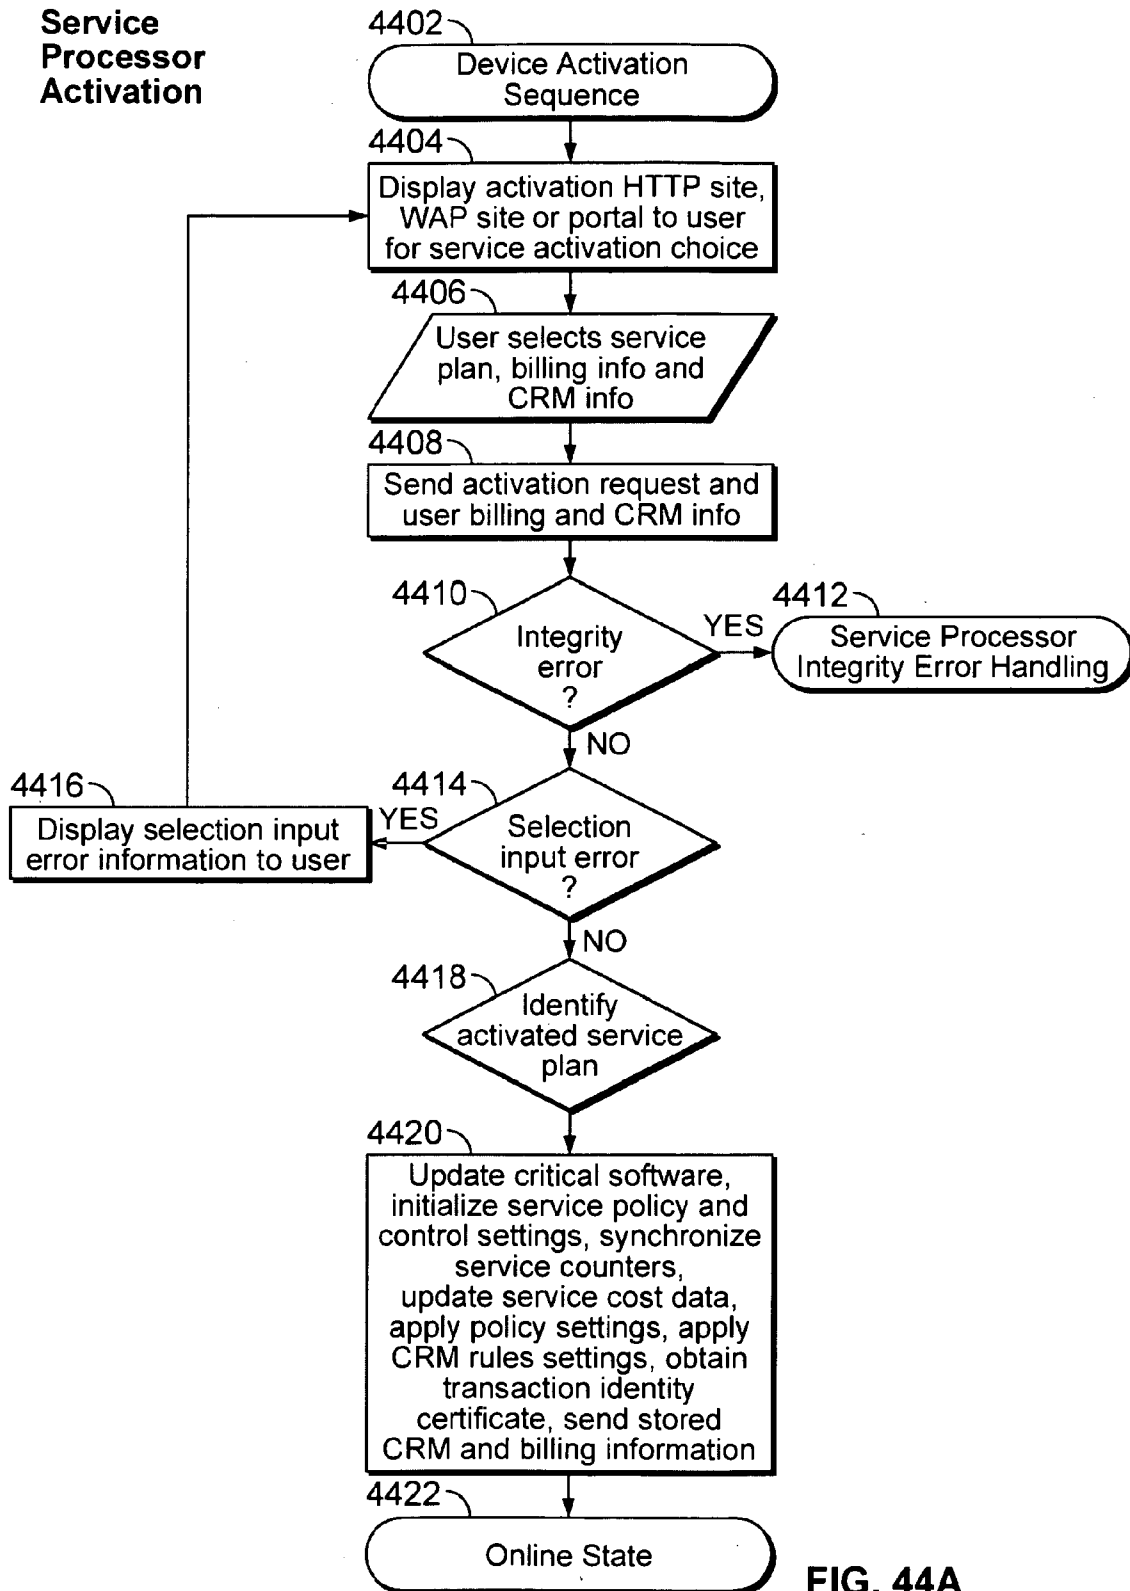 Service
Processor
Activation
4402
Device Activation
Sequence
4404
Display activation HTTP site,
WAP site or portal to user
for service activation choice
4406
User selects service
plan, billing info and
CRM info
4408
Send activation request and
user billing and CRM info
4410
Integrity
error
?
YES
4412
Service Processor
Integrity Error Handling
NO
4414
Selection
input error
?
YES
4416
Display selection input
error information to user
NO
4418
Identify
activated service
plan
4420
Update critical software,
initialize service policy and
control settings, synchronize
service counters,
update service cost data,
apply policy settings, apply
CRM rules settings, obtain
transaction identity
certificate, send stored
CRM and billing information
4422
Online State
FIG. 44A